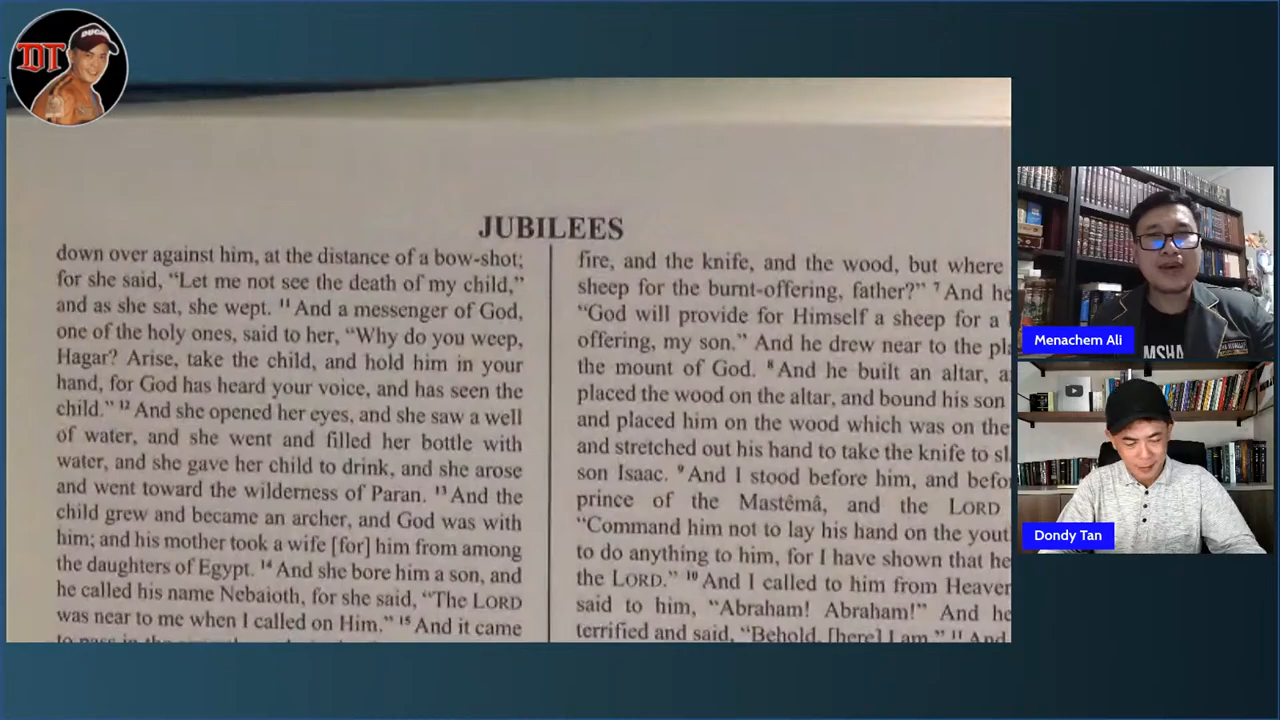 DT
DUCATI
JUBILEES
down over against him, at the distance of a bow-shot;
for she said, “Let me not see the death of my child,”
and as she sat, she wept. ¹¹ And a messenger of God,
one of the holy ones, said to her, “Why do you weep,
Hagar? Arise, take the child, and hold him in your
hand, for God has heard your voice, and has seen the
child.” ¹² And she opened her eyes, and she saw a well
of water, and she went and filled her bottle with
water, and she gave her child to drink, and she arose
and went toward the wilderness of Paran. ¹³ And the
child grew and became an archer, and God was with
him; and his mother took a wife [for] him from among
the daughters of Egypt. ¹⁴ And she bore him a son, and
he called his name Nebaioth, for she said, “The LORD
was near to me when I called on Him.” ¹⁵ And it came
fire, and the knife, and the wood, but where
sheep for the burnt-offering, father?” ⁷ And he
“God will provide for Himself a sheep for a
offering, my son.” And he drew near to the
the mount of God. ⁸ And he built an altar,
placed the wood on the altar, and bound his son
and placed him on the wood which was on the
and stretched out his hand to take the knife to
son Isaac. ⁹ And I stood before him, and
prince of the Mastêmâ, and the LORD
“Command him not to lay his hand on the
to do anything to him, for I have shown that he
the LORD.” ¹⁰ And I called to him from Heaven
said to him, “Abraham! Abraham!” And he
terrified and said, “Behold, [here] I am.” ¹¹ And
Menachem Ali
Dondy Tan